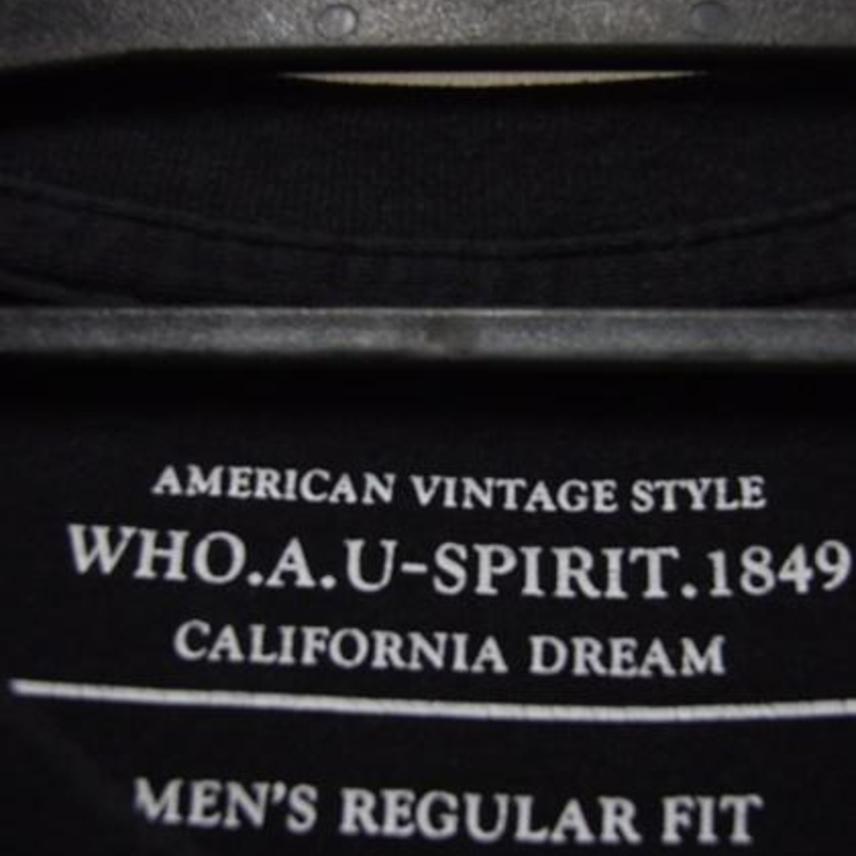 AMERICAN VINTAGE STYLE
WHO.A.U-SPIRIT.1849
CALIFORNIA DREAM
MEN'S REGULAR FIT